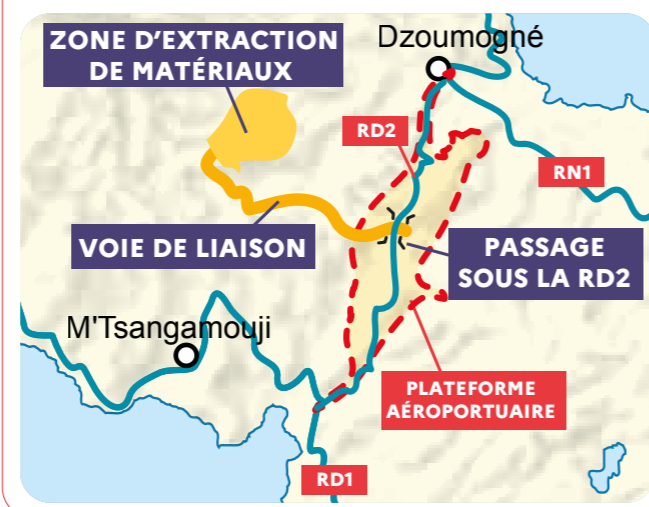 ZONE D'EXTRACTION
DE MATÉRIAUX
Dzoumogné
RD2
RN1
VOIE DE LIAISON
PASSAGE
SOUS LA RD2
M'Tsangamouji
PLATEFORME
AÉROPORTUAIRE
RD1